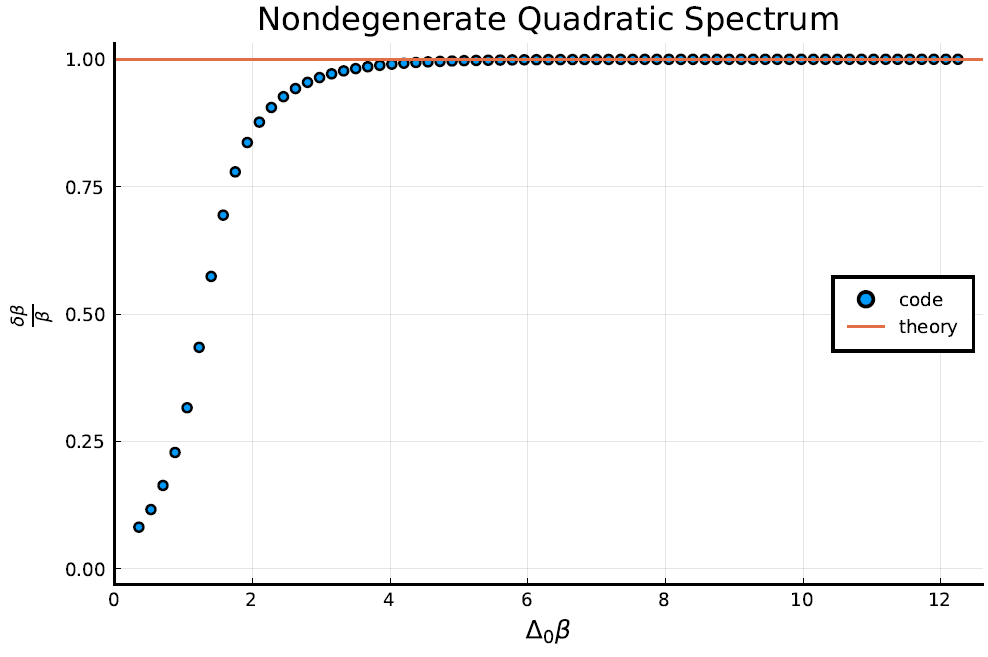 Nondegenerate Quadratic Spectrum
1.00
0.75
0.50
0.25
0.00
δβ
β
code
theory
0 2 4 6 8 10 12
Δ₀β